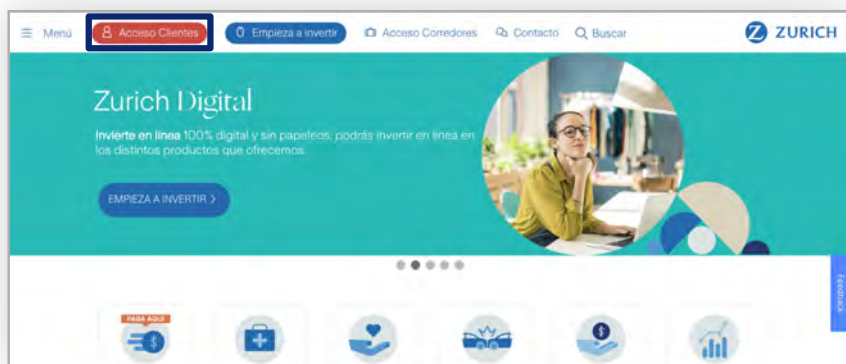 Menú
Acceso Clientes
Empieza a invertir
Acceso Corredores
Contacto
Buscar
ZURICH
Zurich Digital
Invierte en línea 100% digital y sin papeleos, podrás invertir en línea en
los distintos productos que ofrecemos.
EMPIEZA A INVERTIR >
Feedback
PAGA AQUÍ